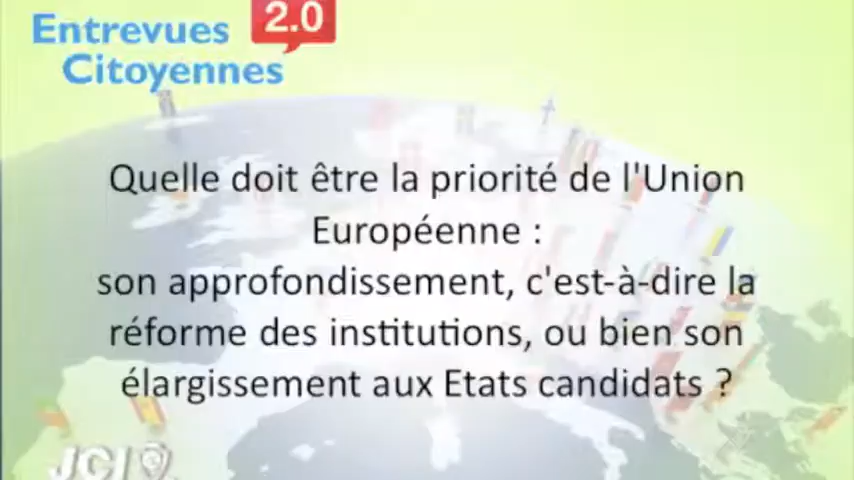 Entrevues 2.0
Citoyennes
Quelle doit être la priorité de l'Union
Européenne :
son approfondissement, c'est-à-dire la
réforme des institutions, ou bien son
élargissement aux Etats candidats ?
JCI